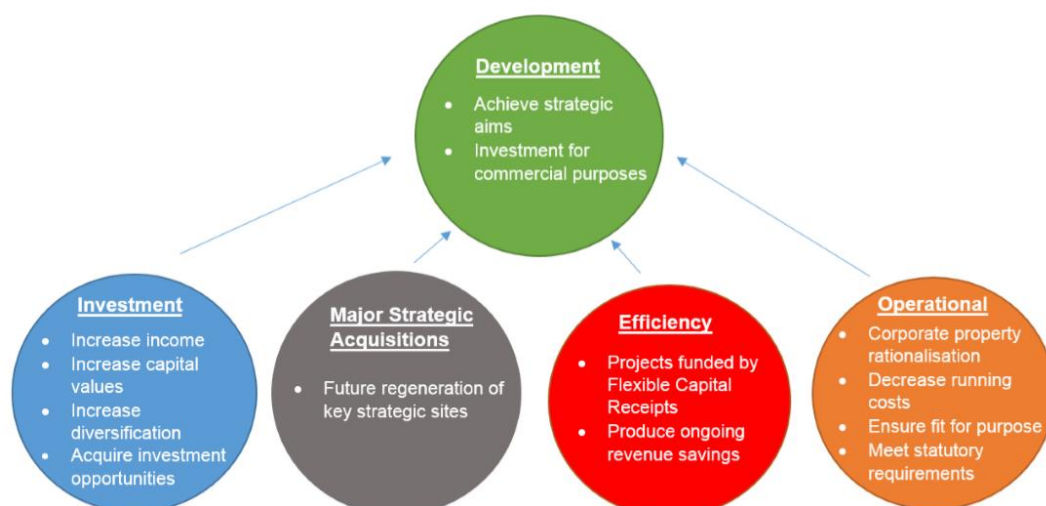 Development
• Achieve strategic
aims
• Investment for
commercial purposes
Investment
• Increase income
• Increase capital
values
• Increase
diversification
• Acquire investment
opportunities
Major Strategic
Acquisitions
• Future regeneration of
key strategic sites
Efficiency
• Projects funded by
Flexible Capital
Receipts
• Produce ongoing
revenue savings
Operational
• Corporate property
rationalisation
• Decrease running
costs
• Ensure fit for purpose
• Meet statutory
requirements